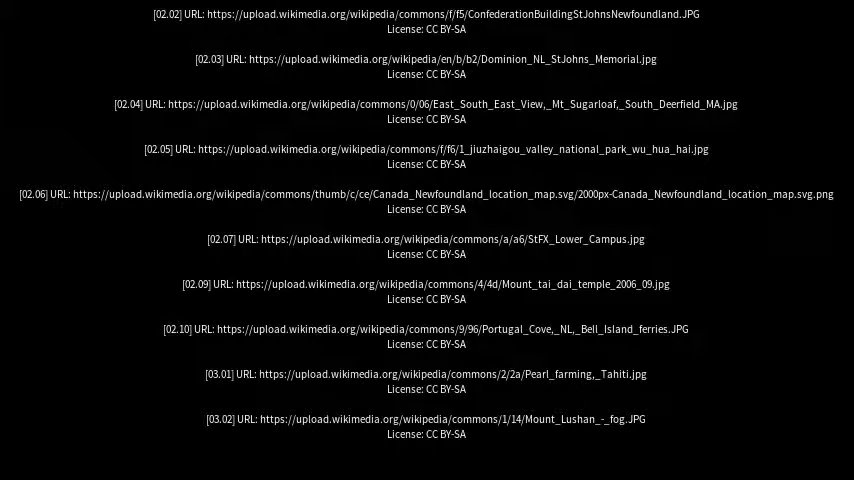 [02.02] URL: https://upload.wikimedia.org/wikipedia/commons/f/f5/ConfederationBuildingStJohnsNewfoundland.JPG
License: CC BY-SA
[02.03] URL: https://upload.wikimedia.org/wikipedia/en/b/b2/Dominion_NL_StJohns_Memorial.jpg
License: CC BY-SA
[02.04] URL: https://upload.wikimedia.org/wikipedia/commons/0/06/East_South_East_View,_Mt_Sugarloaf,_South_Deerfield_MA.jpg
License: CC BY-SA
[02.05] URL: https://upload.wikimedia.org/wikipedia/commons/f/f6/1_jiuzhaigou_valley_national_park_wu_hua_hai.jpg
License: CC BY-SA
[02.06] URL: https://upload.wikimedia.org/wikipedia/commons/thumb/c/ce/Canada_Newfoundland_location_map.svg/2000px-Canada_Newfoundland_location_map.svg.png
License: CC BY-SA
[02.07] URL: https://upload.wikimedia.org/wikipedia/commons/a/a6/StFX_Lower_Campus.jpg
License: CC BY-SA
[02.09] URL: https://upload.wikimedia.org/wikipedia/commons/4/4d/Mount_tai_dai_temple_2006_09.jpg
License: CC BY-SA
[02.10] URL: https://upload.wikimedia.org/wikipedia/commons/9/96/Portugal_Cove,_NL,_Bell_Island_ferries.JPG
License: CC BY-SA
[03.01] URL: https://upload.wikimedia.org/wikipedia/commons/2/2a/Pearl_farming,_Tahiti.jpg
License: CC BY-SA
[03.02] URL: https://upload.wikimedia.org/wikipedia/commons/1/14/Mount_Lushan_-_fog.JPG
License: CC BY-SA